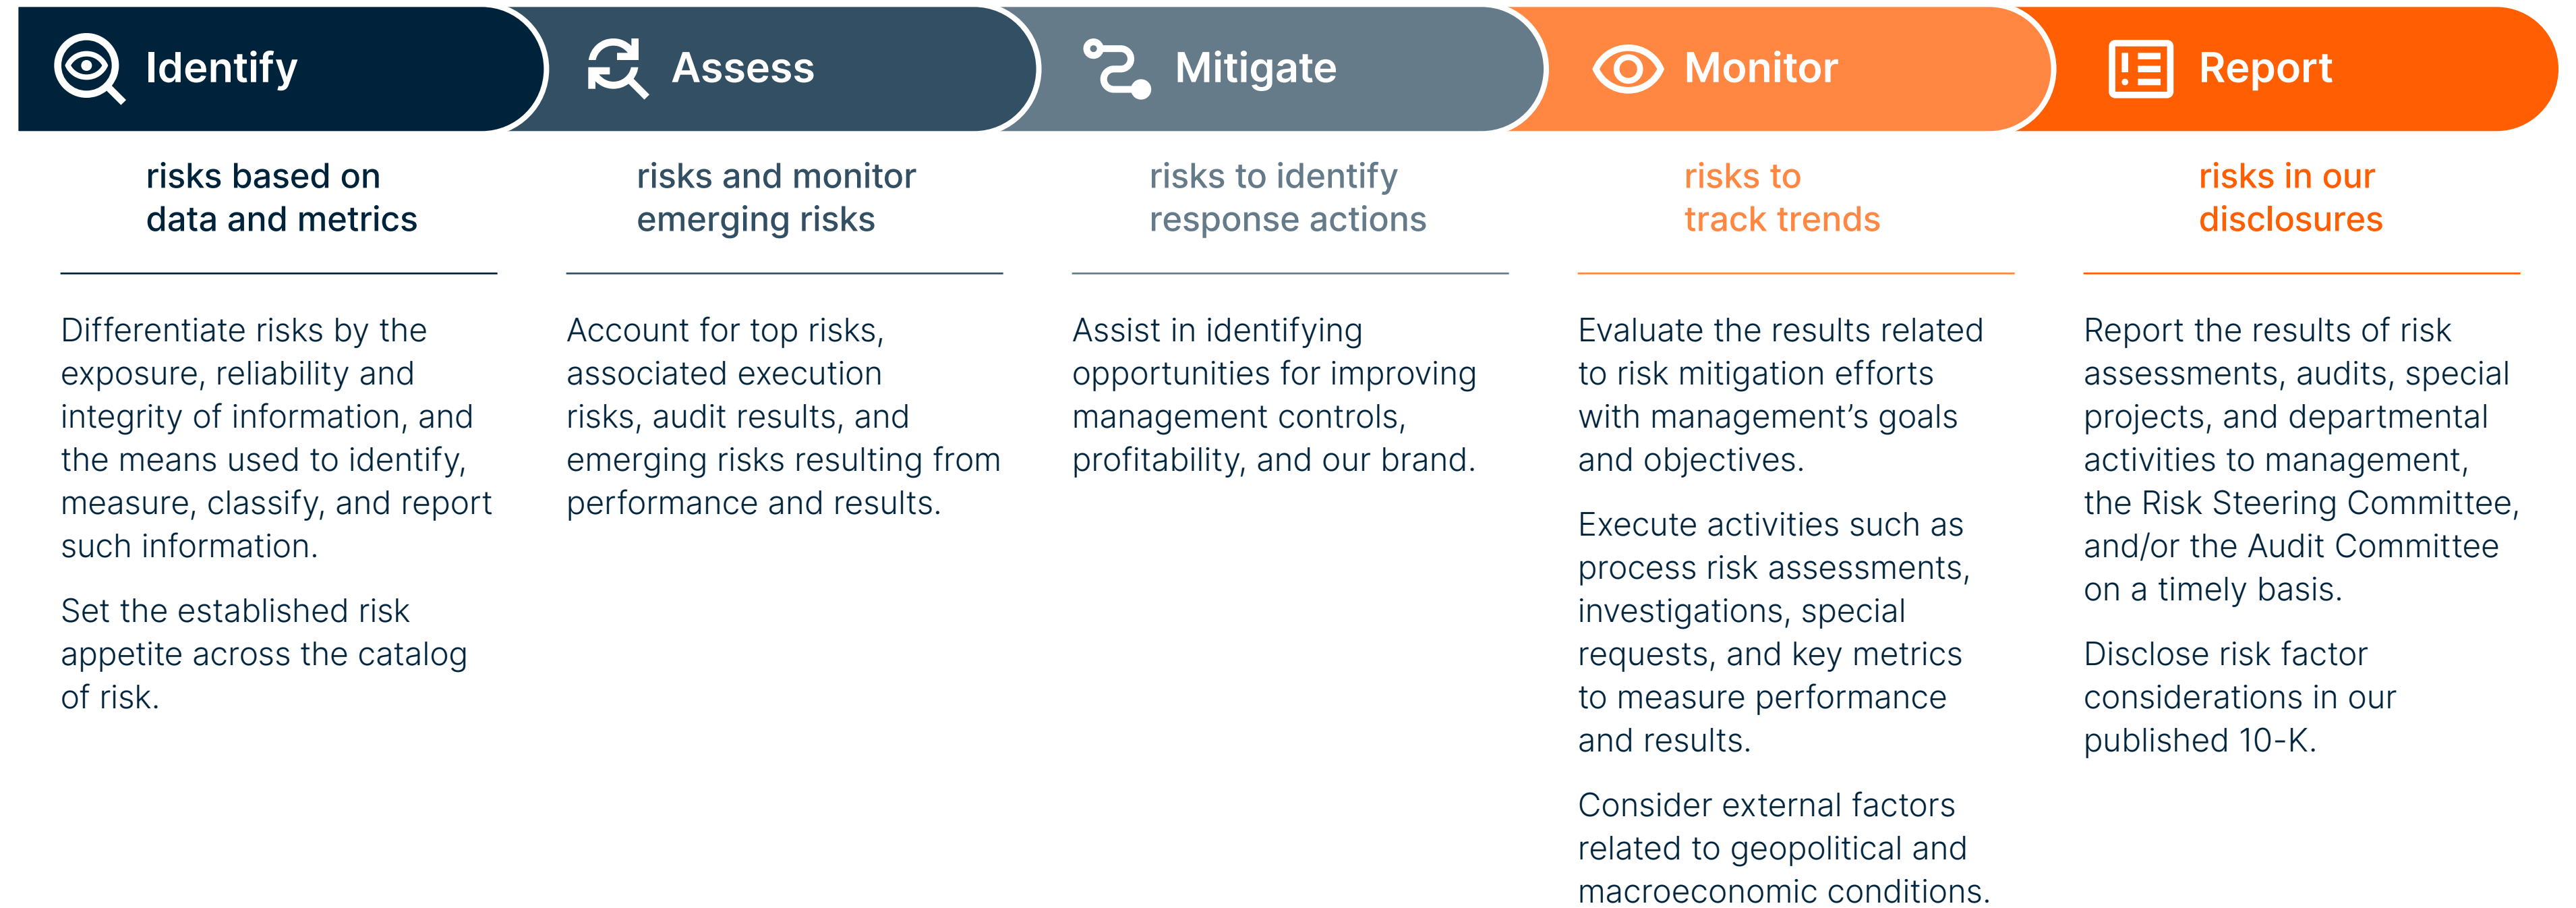 Identify
risks based on
data and metrics
Differentiate risks by the
exposure, reliability and
integrity of information, and
the means used to identify,
measure, classify, and report
such information.
Set the established risk
appetite across the catalog
of risk.
Assess
risks and monitor
emerging risks
Account for top risks,
associated execution
risks, audit results, and
emerging risks resulting from
performance and results.
Mitigate
risks to identify
response actions
Assist in identifying
opportunities for improving
management controls,
profitability, and our brand.
Monitor
risks to
track trends
Evaluate the results related
to risk mitigation efforts
with management’s goals
and objectives.
Execute activities such as
process risk assessments,
investigations, special
requests, and key metrics
to measure performance
and results.
Consider external factors
related to geopolitical and
macroeconomic conditions.
Report
risks in our
disclosures
Report the results of risk
assessments, audits, special
projects, and departmental
activities to management,
the Risk Steering Committee,
and/or the Audit Committee
on a timely basis.
Disclose risk factor
considerations in our
published 10-K.